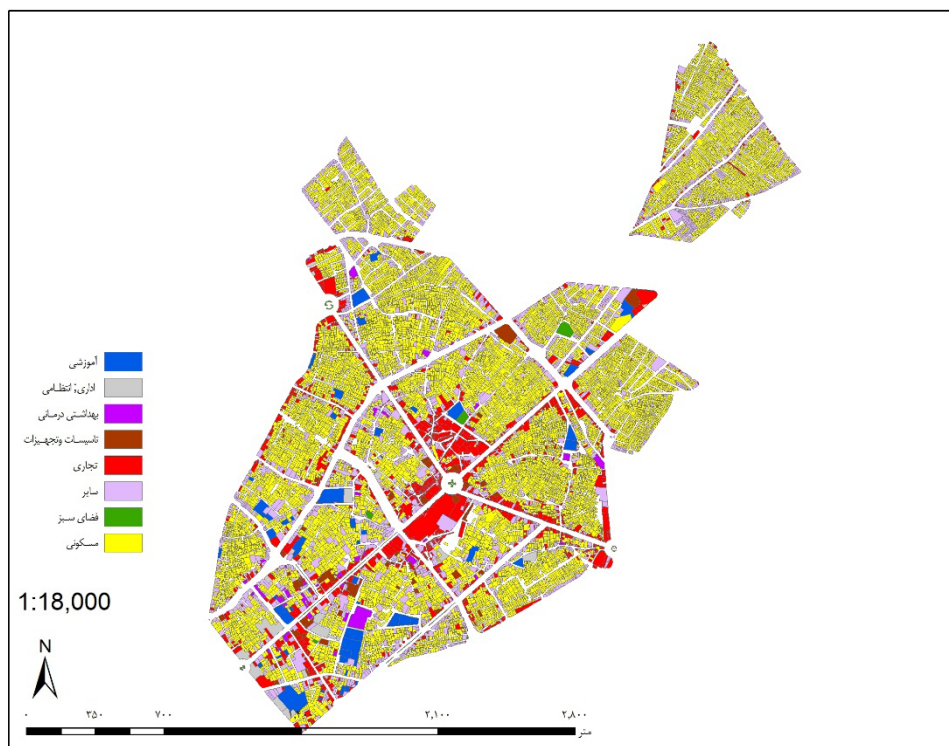 آموزشی
اداری; انتظامی
بهداشتی درمانی
تاسیسات وتجهیزات
تجاری
سایر
فضای سبز
مسکونی
1:18,000
N
۰ ۳۵۰ ۷۰۰ ۲,۱۰۰ ۲,۸۰۰
متر